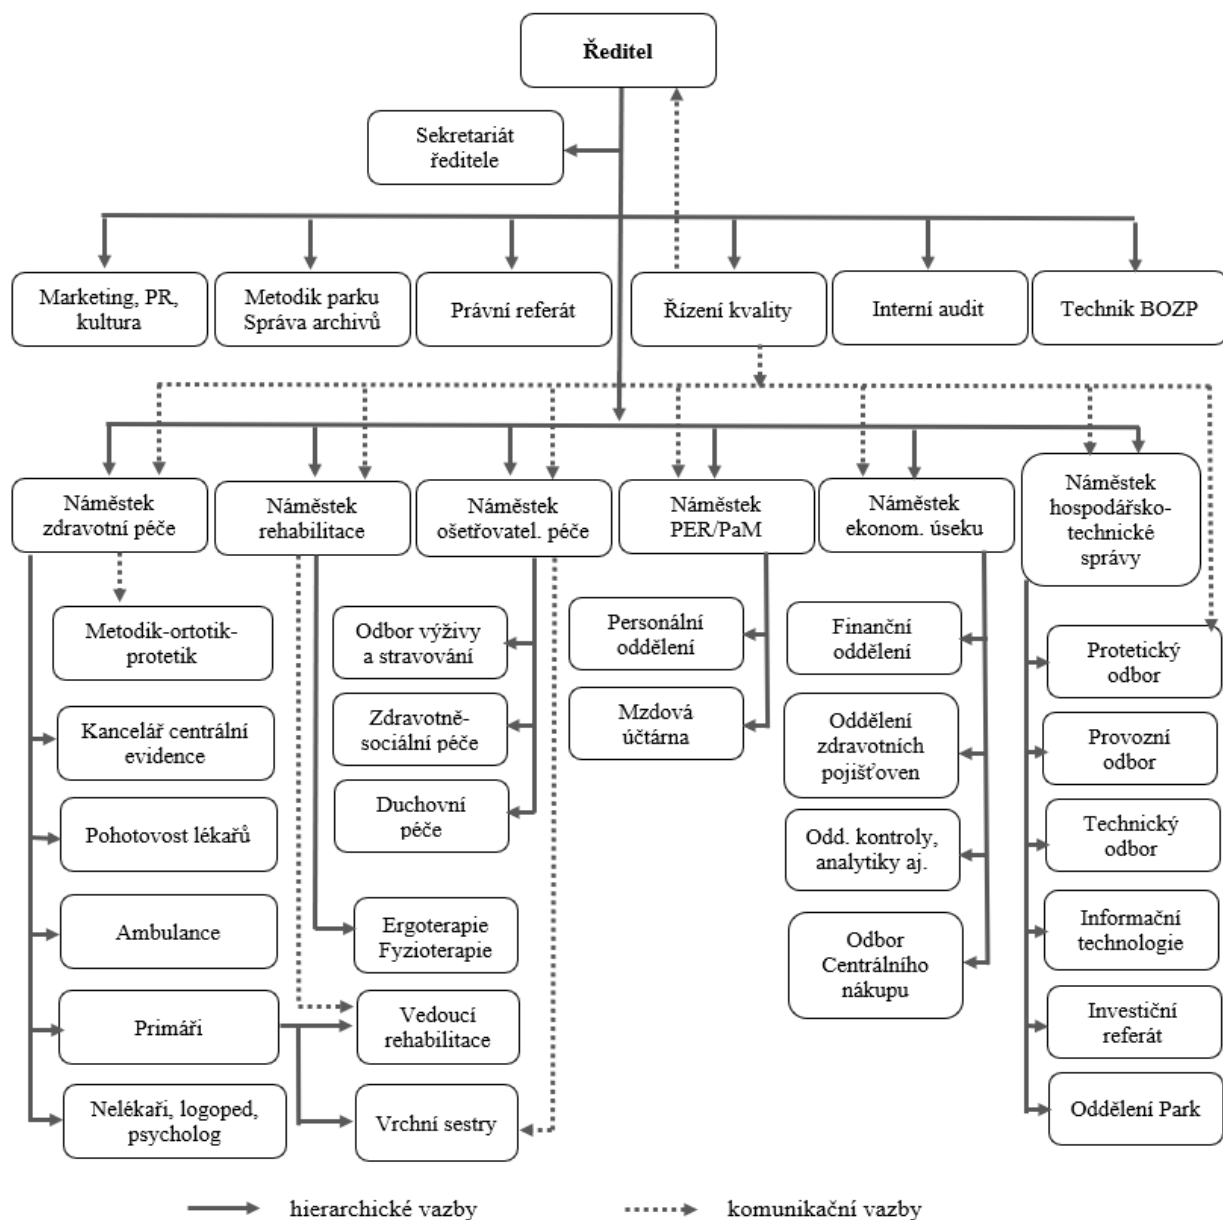 Ředitel
Sekretariát
ředitele
Marketing, PR,
kultura
Metodik parku
Správa archivů
Právní referát
Řízení kvality
Interní audit
Technik BOZP
Náměstek
zdravotní péče
Náměstek
rehabilitace
Náměstek
ošetřovatel. péče
Náměstek
PER/PaM
Náměstek
ekonom. úseku
Náměstek
hospodářsko-
technické
správy
Metodik-ortotik-
protetik
Kancelář centrální
evidence
Pohotovost lékařů
Ambulance
Primáři
Nelékaři, logoped,
psycholog
Odbor výživy
a stravování
Zdravotně-
sociální péče
Duchovní
péče
Ergoterapie
Fyzioterapie
Vedoucí
rehabilitace
Vrchní sestry
Personální
oddělení
Mzdová
účtárna
Finanční
oddělení
Oddělení
zdravotních
pojišťoven
Odd. kontroly,
analytiky aj.
Odbor
Centrálního
nákupu
Protetický
odbor
Provozní
odbor
Technický
odbor
Informační
technologie
Investiční
referát
Oddělení Park
hierarchické vazby
komunikační vazby